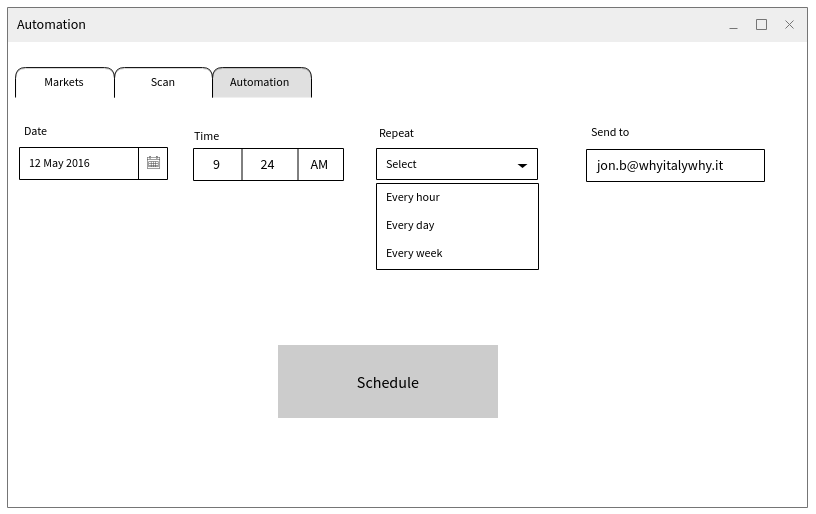 Automation
Markets Scan Automation
Date Time Repeat Send to
12 May 2016 9 24 AM Select jon.b@whyitalywhy.it
Every hour
Every day
Every week
Schedule